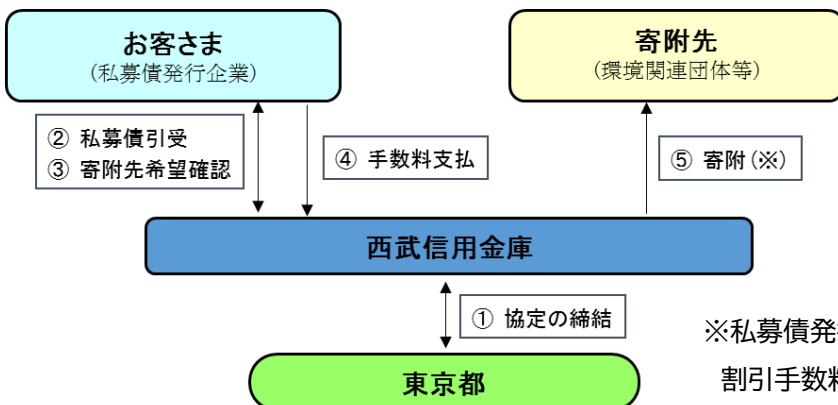 お客さま
(私募債発行企業)
寄附先
(環境関連団体等)
② 私募債引受
③ 寄附先希望確認
④ 手数料支払
⑤ 寄附(※)
西武信用金庫
① 協定の締結
東京都
※私募債発
割引手数料